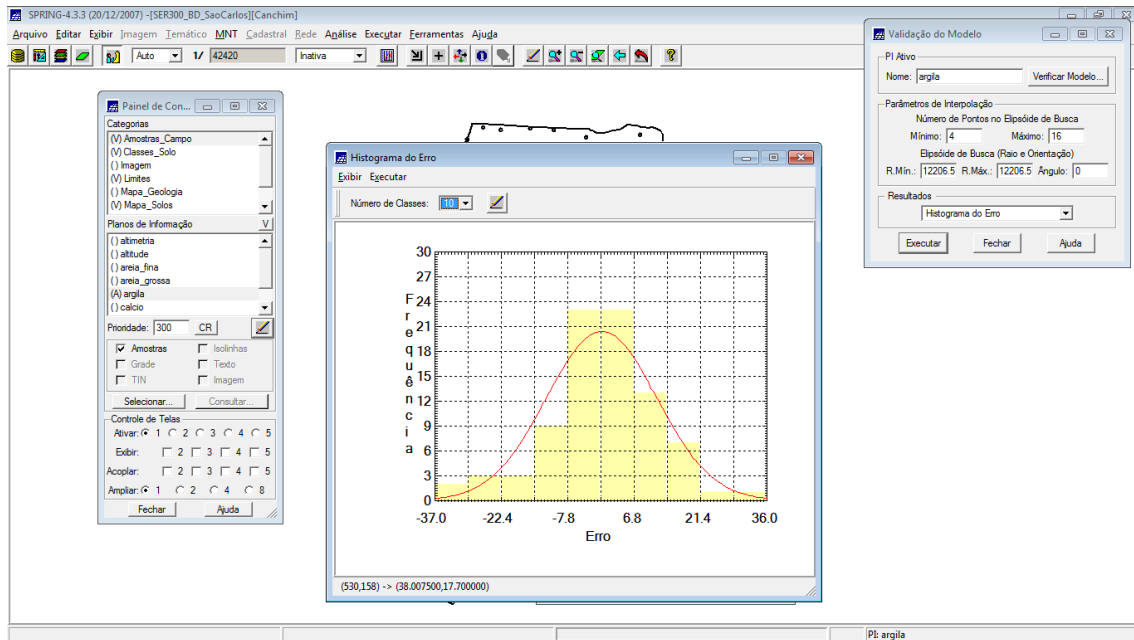 SPRING-4.3.3 (20/12/2007) -[SER300_BD_SaoCarlos][Canchim]
Arquivo Editar Exibir Imagem Temático MNT Cadastral Rede Análise Executar Ferramentas Ajuda
Auto 1/ 42420 Inativa
Painel de Con...
Categorias
(V) Amostras_Campo
(V) Classes_Solo
( ) Imagem
(V) Limites
( ) Mapa_Geologia
(V) Mapa_Solos
Planos de Informação V
( ) altimetria
( ) altitude
( ) areia_fina
( ) areia_grossa
(A) argila
( ) calcio
Prioridade: 300 CR
Amostras Isolinhas
Grade Texto
TIN Imagem
Selecionar... Consultar...
Controle de Telas
Ativar: 1 2 3 4 5
Exibir: 2 3 4 5
Acoplar: 2 3 4 5
Ampliar: 1 2 4 8
Fechar Ajuda
Histograma do Erro
Exibir Executar
Número de Classes: 10
30
27
24
21
18
15
12
9
6
3
0
Frequência
-37.0 -22.4 -7.8 6.8 21.4 36.0
Erro
(530,158) -> (38.007500,17.700000)
Validação do Modelo
PI Ativo
Nome: argila Verificar Modelo...
Parâmetros de Interpolação
Número de Pontos no Elipsóide de Busca
Mínimo: 4 Máximo: 16
Elipsóide de Busca (Raio e Orientação)
R.Mín.: 12206.5 R.Máx.: 12206.5 Ângulo: 0
Resultados
Histograma do Erro
Executar Fechar Ajuda
PI: argila